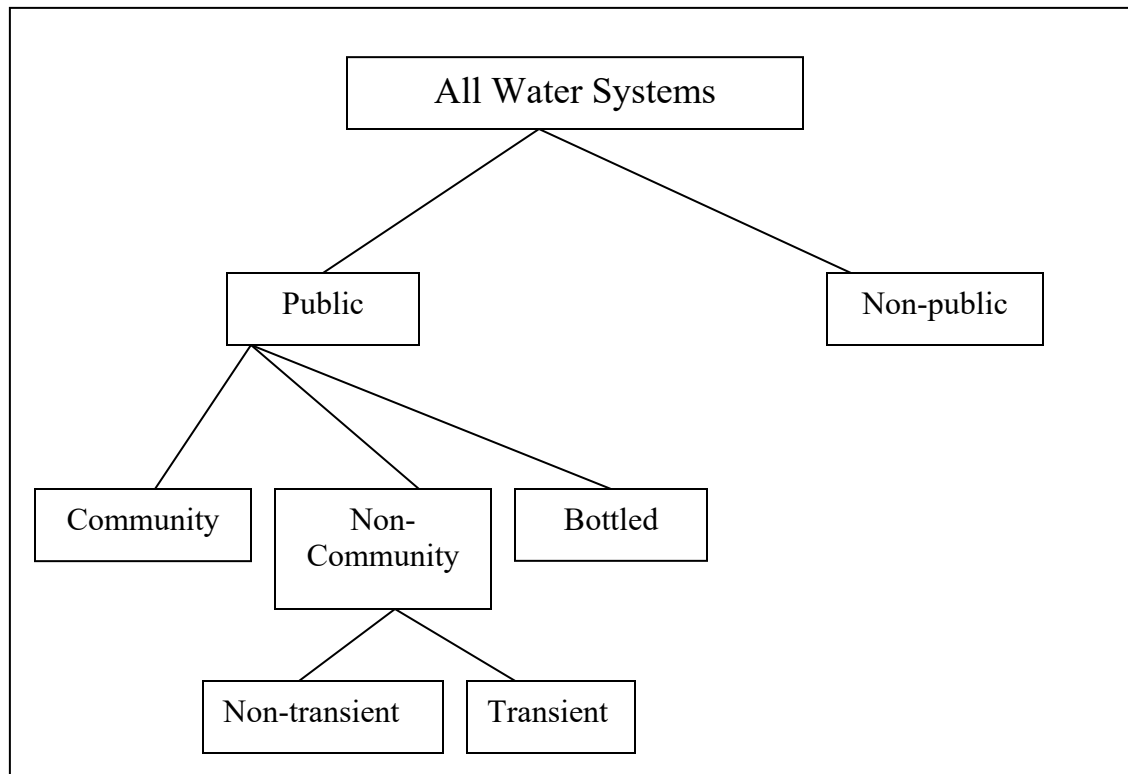 All Water Systems
Public
Non-public
Community
Non-
Community
Bottled
Non-transient
Transient